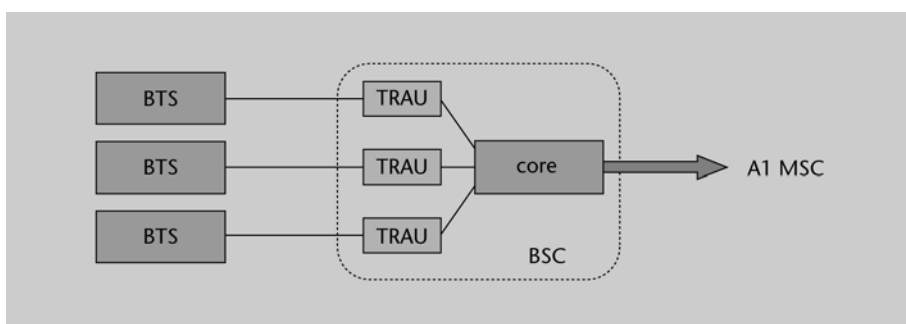 BTS
TRAU
BTS
TRAU
core
A1 MSC
BTS
TRAU
BSC